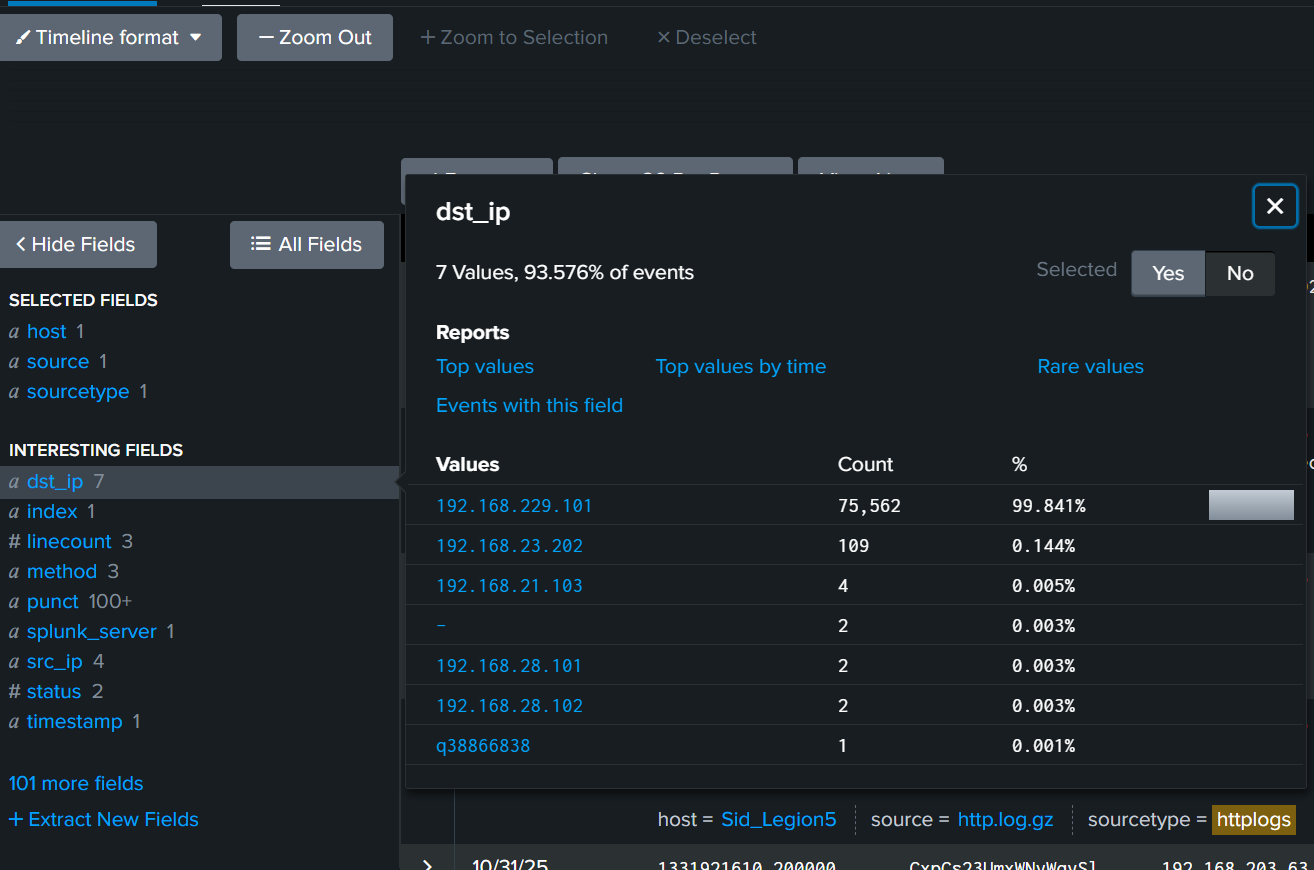 Timeline format
— Zoom Out
+ Zoom to Selection
× Deselect
dst_ip
7 Values, 93.576% of events
Selected
Yes
No
Reports
Top values
Top values by time
Rare values
Events with this field
Values Count %
192.168.229.101 75,562 99.841%
192.168.23.202 109 0.144%
192.168.21.103 4 0.005%
- 2 0.003%
192.168.28.101 2 0.003%
192.168.28.102 2 0.003%
q38866838 1 0.001%
< Hide Fields
All Fields
SELECTED FIELDS
a host 1
a source 1
a sourcetype 1
INTERESTING FIELDS
a dst_ip 7
a index 1
# linecount 3
a method 3
a punct 100+
a splunk_server 1
a src_ip 4
# status 2
a timestamp 1
101 more fields
+ Extract New Fields
host = Sid_Legion5 source = http.log.gz sourcetype = httplogs
10/31/25 1331921610.200000 192.168.203.63